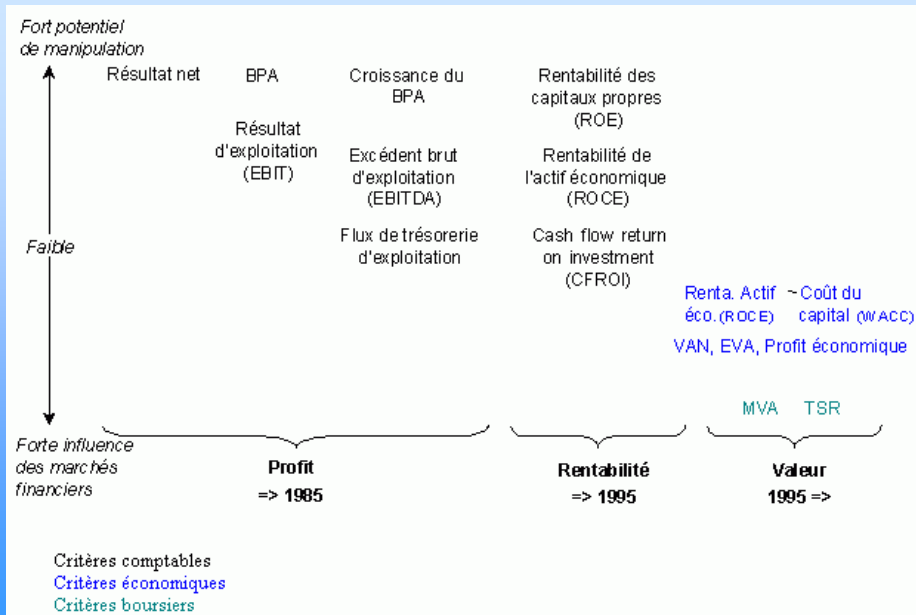 Fort potentiel
de manipulation
Résultat net
BPA
Croissance du
BPA
Rentabilité des
capitaux propres
(ROE)
Résultat
d'exploitation
(EBIT)
Excédent brut
d'exploitation
(EBITDA)
Rentabilité de
l'actif économique
(ROCE)
Faible
Flux de trésorerie
d'exploitation
Cash flow return
on investment
(CFROI)
Renta. Actif ~ Coût du
éco.(ROCE) capital (WACC)
VAN, EVA, Profit économique
MVA TSR
Forte influence
des marchés
financiers
Profit
=> 1985
Rentabilité
=> 1995
Valeur
1995 =>
Critères comptables
Critères économiques
Critères boursiers